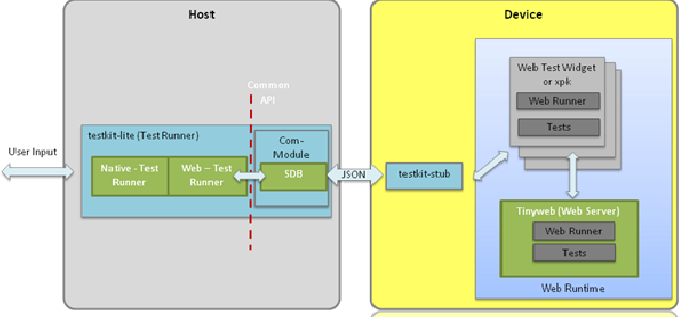 Host
Device
Common
API
Web Test Widget
or xpk
Web Runner
Tests
User Input
testkit-lite (Test Runner)
Com-
Module
Native -Test
Runner
Web – Test
Runner
SDB
JSON
testkit-stub
Tinyweb (Web Server)
Web Runner
Tests
Web Runtime